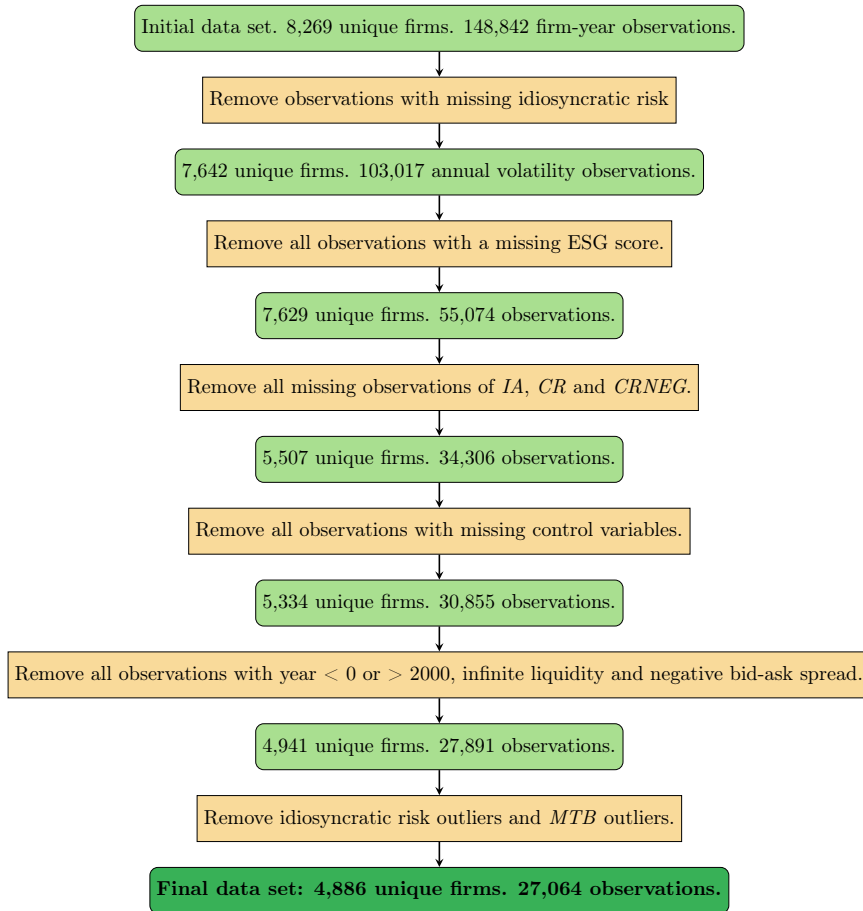 Initial data set. 8,269 unique firms. 148,842 firm-year observations.
Remove observations with missing idiosyncratic risk
7,642 unique firms. 103,017 annual volatility observations.
Remove all observations with a missing ESG score.
7,629 unique firms. 55,074 observations.
Remove all missing observations of IA, CR and CRNEG.
5,507 unique firms. 34,306 observations.
Remove all observations with missing control variables.
5,334 unique firms. 30,855 observations.
Remove all observations with year < 0 or > 2000, infinite liquidity and negative bid-ask spread.
4,941 unique firms. 27,891 observations.
Remove idiosyncratic risk outliers and MTB outliers.
Final data set: 4,886 unique firms. 27,064 observations.